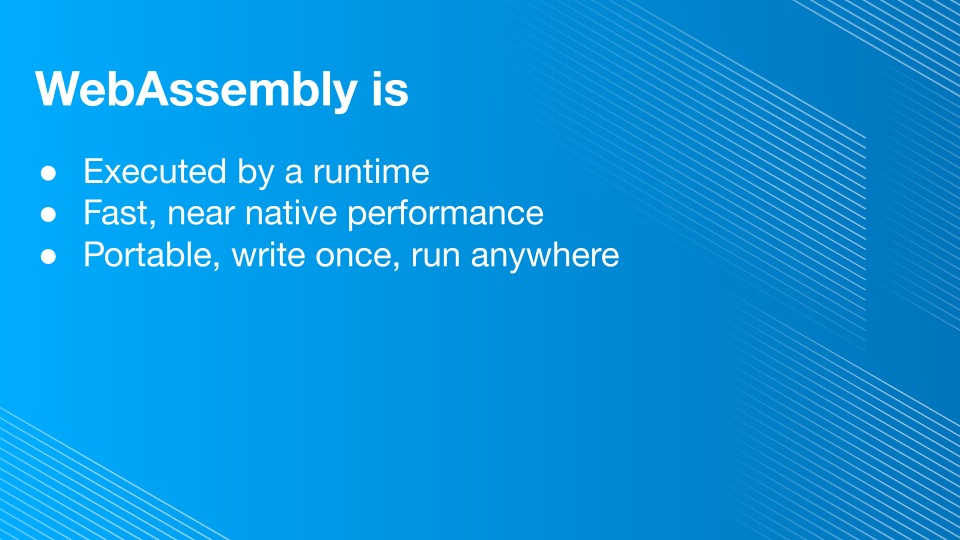 WebAssembly is
● Executed by a runtime
● Fast, near native performance
● Portable, write once, run anywhere